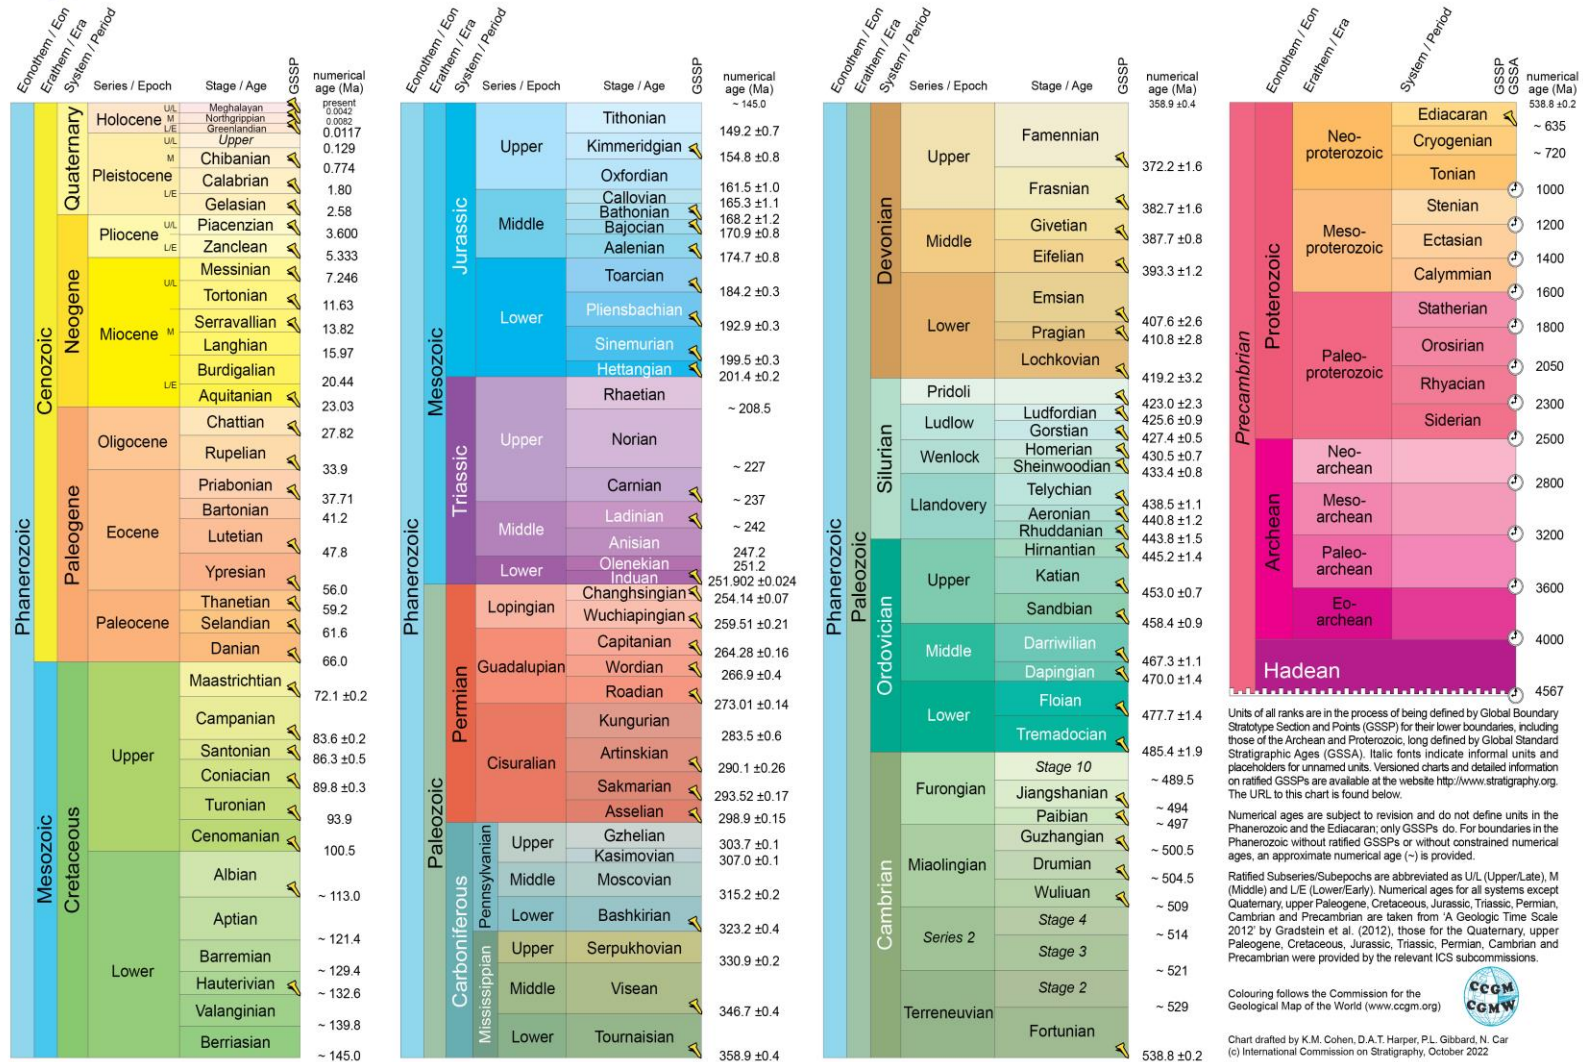 Eonothem / Eon
Erathem / Era
System / Period
Series / Epoch
Stage / Age
GSSP
numerical
age (Ma)
Phanerozoic
Cenozoic
Quaternary
Holocene
U/L
Meghalayan
present
M
Northgrippian
0.0042
L/E
Greenlandian
0.0082
0.0117
Pleistocene
U/L
Upper
0.129
M
Chibanian
0.774
L/E
Calabrian
1.80
Gelasian
2.58
Neogene
Pliocene
U/L
Piacenzian
3.600
L/E
Zanclean
5.333
Miocene
U/L
Messinian
7.246
Tortonian
11.63
M
Serravallian
13.82
Langhian
15.97
L/E
Burdigalian
20.44
Aquitanian
23.03
Paleogene
Oligocene
Chattian
27.82
Rupelian
33.9
Eocene
Priabonian
37.71
Bartonian
41.2
Lutetian
47.8
Ypresian
56.0
Paleocene
Thanetian
59.2
Selandian
61.6
Danian
66.0
Mesozoic
Cretaceous
Upper
Maastrichtian
72.1 ±0.2
Campanian
83.6 ±0.2
Santonian
86.3 ±0.5
Coniacian
89.8 ±0.3
Turonian
93.9
Cenomanian
100.5
Lower
Albian
~ 113.0
Aptian
~ 121.4
Barremian
~ 129.4
Hauterivian
~ 132.6
Valanginian
~ 139.8
Berriasian
~ 145.0
Eonothem / Eon
Erathem / Era
System / Period
Series / Epoch
Stage / Age
GSSP
numerical
age (Ma)
~ 145.0
Phanerozoic
Mesozoic
Jurassic
Upper
Tithonian
149.2 ±0.7
Kimmeridgian
154.8 ±0.8
Oxfordian
161.5 ±1.0
Middle
Callovian
165.3 ±1.1
Bathonian
168.2 ±1.2
Bajocian
170.9 ±0.8
Aalenian
174.7 ±0.8
Lower
Toarcian
184.2 ±0.3
Pliensbachian
192.9 ±0.3
Sinemurian
199.5 ±0.3
Hettangian
201.4 ±0.2
Triassic
Upper
Rhaetian
~ 208.5
Norian
~ 227
Carnian
~ 237
Middle
Ladinian
~ 242
Anisian
247.2
Lower
Olenekian
251.2
Induan
251.902 ±0.024
Paleozoic
Permian
Lopingian
Changhsingian
254.14 ±0.07
Wuchiapingian
259.51 ±0.21
Guadalupian
Capitanian
264.28 ±0.16
Wordian
266.9 ±0.4
Roadian
273.01 ±0.14
Cisuralian
Kungurian
283.5 ±0.6
Artinskian
290.1 ±0.26
Sakmarian
293.52 ±0.17
Asselian
298.9 ±0.15
Carboniferous
Pennsylvanian
Upper
Gzhelian
303.7 ±0.1
Kasimovian
307.0 ±0.1
Middle
Moscovian
315.2 ±0.2
Lower
Bashkirian
323.2 ±0.4
Mississippian
Upper
Serpukhovian
330.9 ±0.2
Middle
Visean
346.7 ±0.4
Lower
Tournaisian
358.9 ±0.4
Eonothem / Eon
Erathem / Era
System / Period
Series / Epoch
Stage / Age
GSSP
numerical
age (Ma)
358.9 ±0.4
Phanerozoic
Paleozoic
Devonian
Upper
Famennian
372.2 ±1.6
Frasnian
382.7 ±1.6
Middle
Givetian
387.7 ±0.8
Eifelian
393.3 ±1.2
Lower
Emsian
407.6 ±2.6
Pragian
410.8 ±2.8
Lochkovian
419.2 ±3.2
Silurian
Pridoli
423.0 ±2.3
Ludlow
Ludfordian
425.6 ±0.9
Gorstian
427.4 ±0.5
Wenlock
Homerian
430.5 ±0.7
Sheinwoodian
433.4 ±0.8
Llandovery
Telychian
438.5 ±1.1
Aeronian
440.8 ±1.2
Rhuddanian
443.8 ±1.5
Ordovician
Upper
Hirnantian
445.2 ±1.4
Katian
453.0 ±0.7
Sandbian
458.4 ±0.9
Middle
Darriwilian
467.3 ±1.1
Dapingian
470.0 ±1.4
Lower
Floian
477.7 ±1.4
Tremadocian
485.4 ±1.9
Cambrian
Furongian
Stage 10
~ 489.5
Jiangshanian
~ 494
Paibian
~ 497
Miaolingian
Guzhangian
~ 500.5
Drumian
~ 504.5
Wuliuan
~ 509
Series 2
Stage 4
~ 514
Stage 3
~ 521
Terreneuvian
Stage 2
~ 529
Fortunian
538.8 ±0.2
Eonothem / Eon
Erathem / Era
System / Period
GSSP
GSSA
numerical
age (Ma)
538.8 ±0.2
Precambrian
Proterozoic
Neo-
proterozoic
Ediacaran
~ 635
Cryogenian
~ 720
Tonian
1000
Meso-
proterozoic
Stenian
1200
Ectasian
1400
Calymmian
1600
Paleo-
proterozoic
Statherian
1800
Orosirian
2050
Rhyacian
2300
Siderian
2500
Archean
Neo-
archean
2800
Meso-
archean
3200
Paleo-
archean
3600
Eo-
archean
4000
Hadean
4567
Units of all ranks are in the process of being defined by Global Boundary
Stratotype Section and Points (GSSP) for their lower boundaries, including
those of the Archean and Proterozoic, long defined by Global Standard
Stratigraphic Ages (GSSA). Italic fonts indicate informal units and
placeholders for unnamed units. Versioned charts and detailed information
on ratified GSSPs are available at the website http://www.stratigraphy.org.
The URL to this chart is found below.
Numerical ages are subject to revision and do not define units in the
Phanerozoic and the Ediacaran; only GSSPs do. For boundaries in the
Phanerozoic without ratified GSSPs or without constrained numerical
ages, an approximate numerical age (~) is provided.
Ratified Subseries/Subepochs are abbreviated as U/L (Upper/Late), M
(Middle) and L/E (Lower/Early). Numerical ages for all systems except
Quaternary, upper Paleogene, Cretaceous, Jurassic, Triassic, Permian,
Cambrian and Precambrian are taken from 'A Geologic Time Scale
2012' by Gradstein et al. (2012), those for the Quaternary, upper
Paleogene, Cretaceous, Jurassic, Triassic, Permian, Cambrian and
Precambrian were provided by the relevant ICS subcommissions.
Colouring follows the Commission for the
Geological Map of the World (www.ccgm.org)
CCGM
CGMW
Chart drafted by K.M. Cohen, D.A.T. Harper, P.L. Gibbard, N. Car
(c) International Commission on Stratigraphy, October 2022